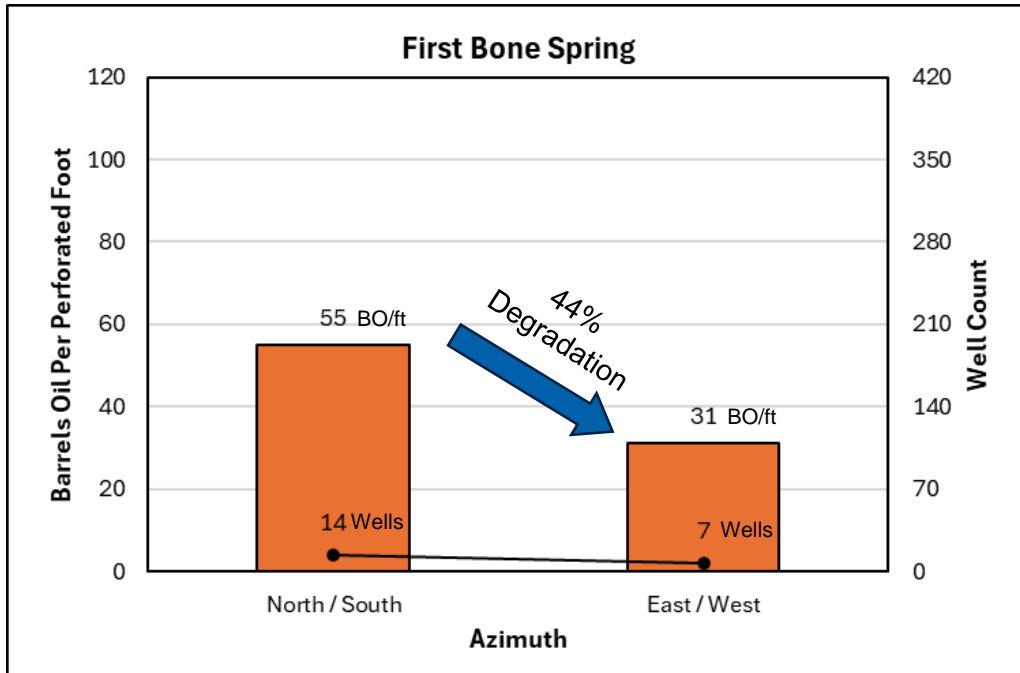 First Bone Spring
Barrels Oil Per Perforated Foot
120
100
80
60
40
20
0
55 BO/ft
44%
Degradation
31 BO/ft
14 Wells
7 Wells
420
350
280
210
140
70
0
Well Count
North / South
East / West
Azimuth